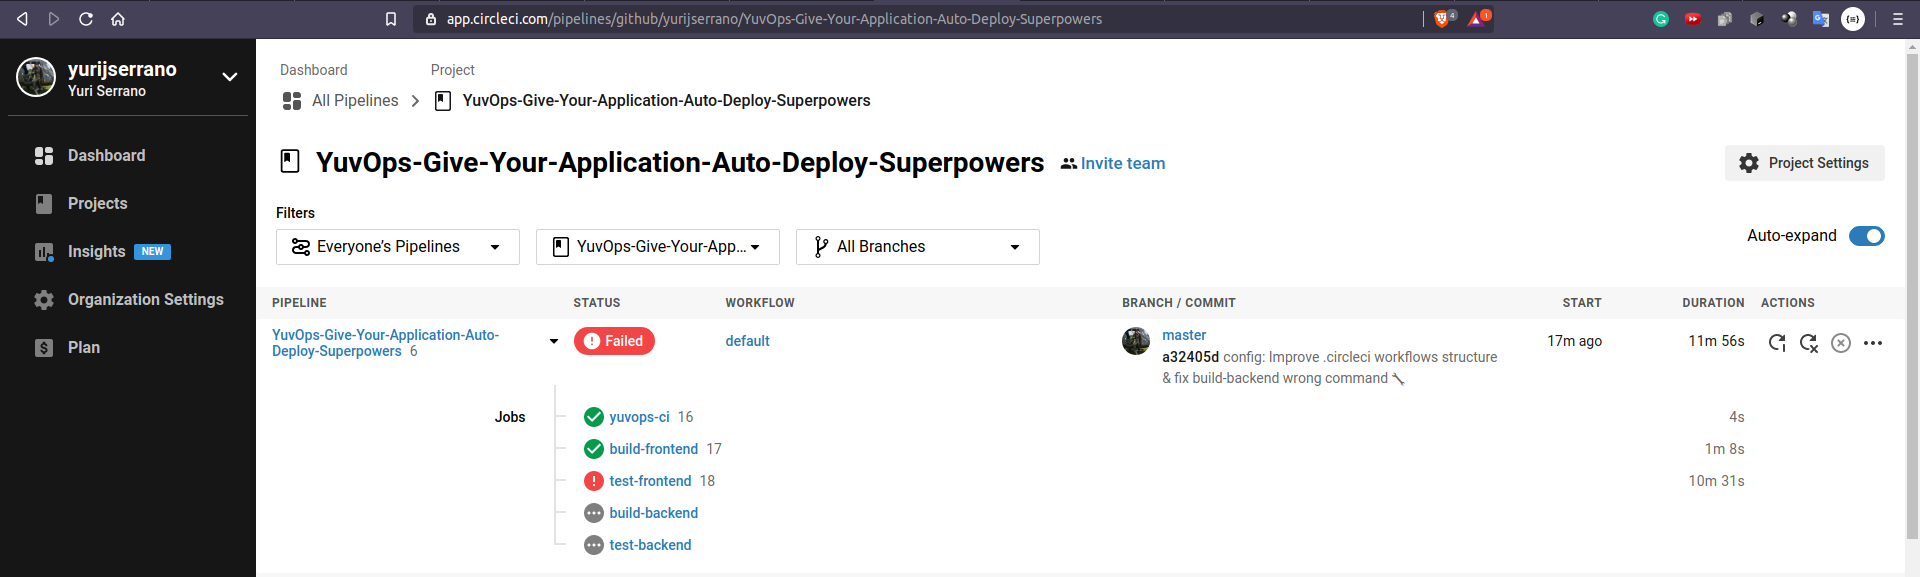 app.circleci.com/pipelines/github/yurijserrano/YuvOps-Give-Your-Application-Auto-Deploy-Superpowers
4
1
yurijserrano
Yuri Serrano
Dashboard
Projects
Insights NEW
Organization Settings
Plan
Dashboard Project
All Pipelines YuvOps-Give-Your-Application-Auto-Deploy-Superpowers
YuvOps-Give-Your-Application-Auto-Deploy-Superpowers Invite team Project Settings
Filters
Everyone's Pipelines YuvOps-Give-Your-App... All Branches Auto-expand
PIPELINE STATUS WORKFLOW BRANCH / COMMIT START DURATION ACTIONS
YuvOps-Give-Your-Application-Auto-
Deploy-Superpowers 6
Failed default master 17m ago 11m 56s
a32405d config: Improve .circleci workflows structure
& fix build-backend wrong command
Jobs yuvops-ci 16 4s
build-frontend 17 1m 8s
test-frontend 18 10m 31s
build-backend
test-backend